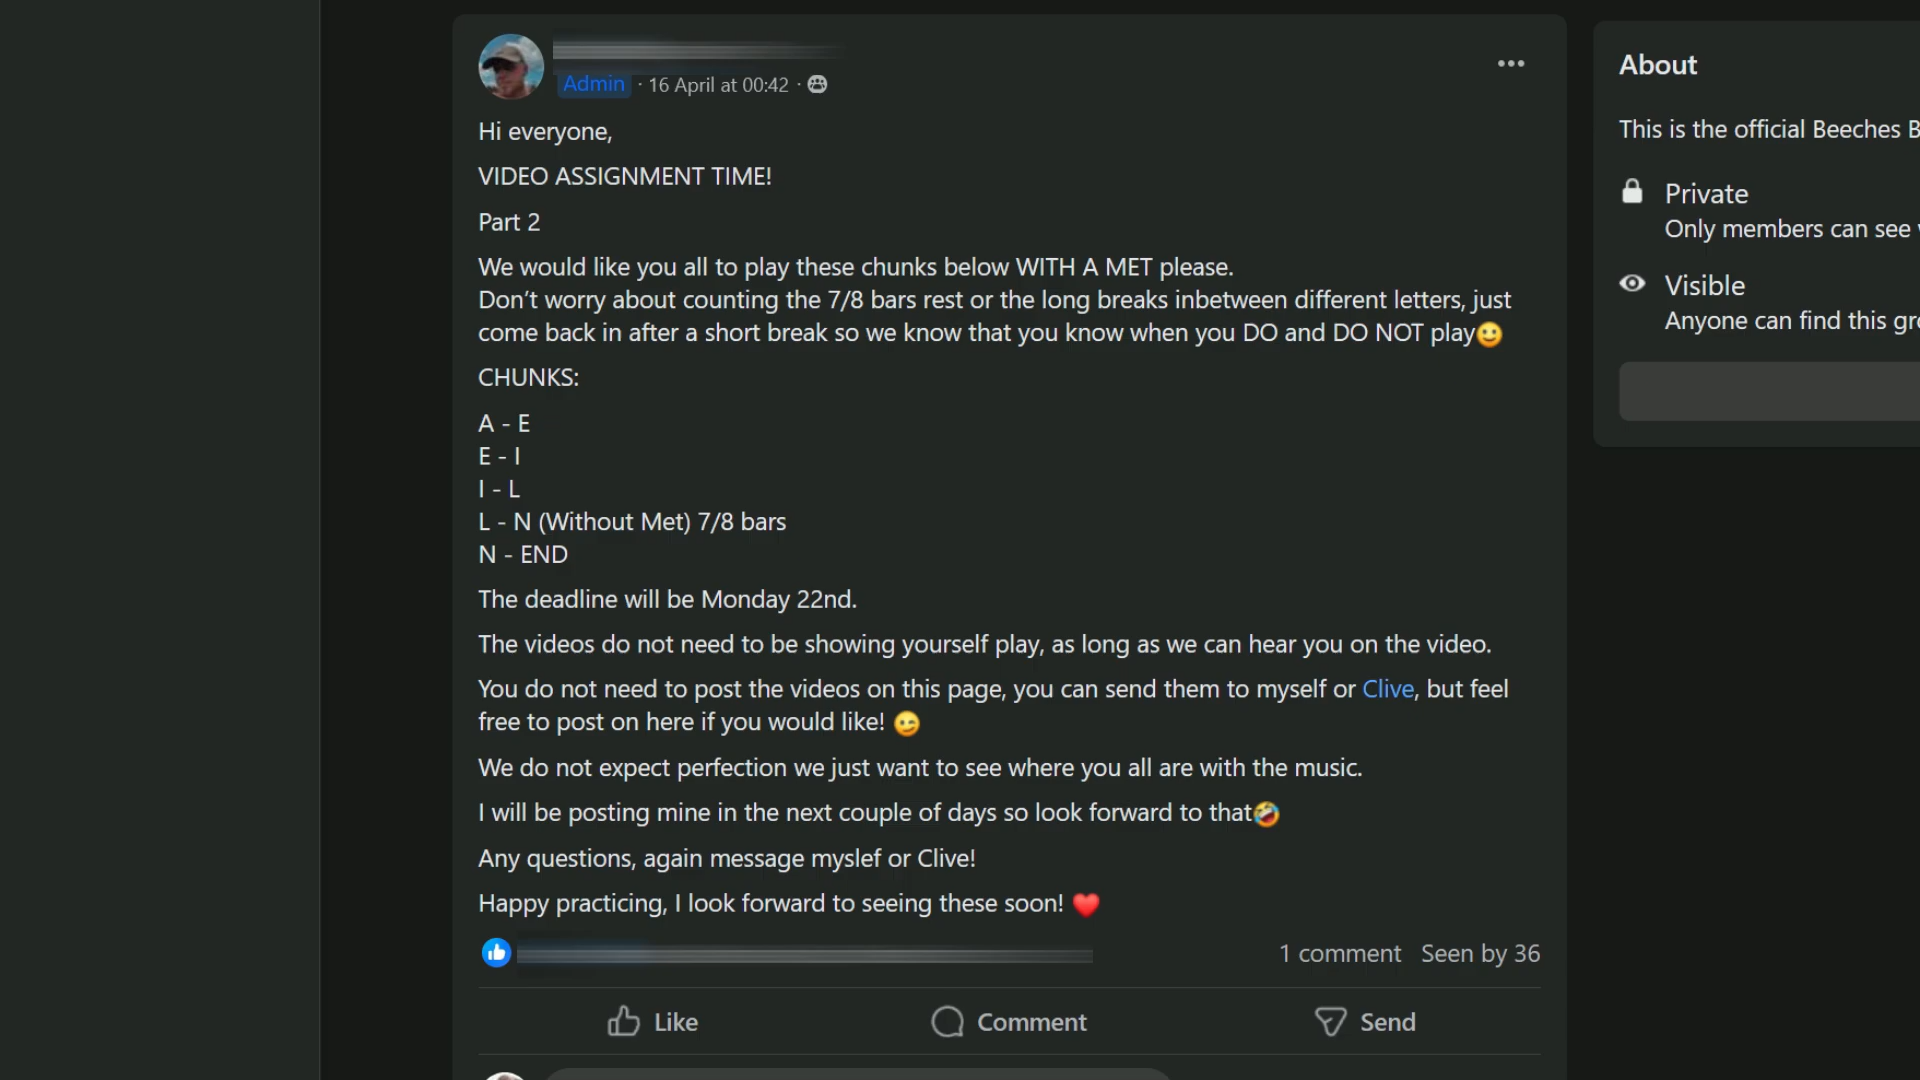 Admin · 16 April at 00:42 ·
Hi everyone,
VIDEO ASSIGNMENT TIME!
Part 2
We would like you all to play these chunks below WITH A MET please.
Don’t worry about counting the 7/8 bars rest or the long breaks inbetween different letters, just
come back in after a short break so we know that you know when you DO and DO NOT play🙂
CHUNKS:
A - E
E - I
I - L
L - N (Without Met) 7/8 bars
N - END
The deadline will be Monday 22nd.
The videos do not need to be showing yourself play, as long as we can hear you on the video.
You do not need to post the videos on this page, you can send them to myself or Clive, but feel
free to post on here if you would like! 😉
We do not expect perfection we just want to see where you all are with the music.
I will be posting mine in the next couple of days so look forward to that🤣
Any questions, again message myslef or Clive!
Happy practicing, I look forward to seeing these soon! ❤️
1 comment Seen by 36
Like Comment Send
About
This is the official Beeches B
Private
Only members can see
Visible
Anyone can find this gr